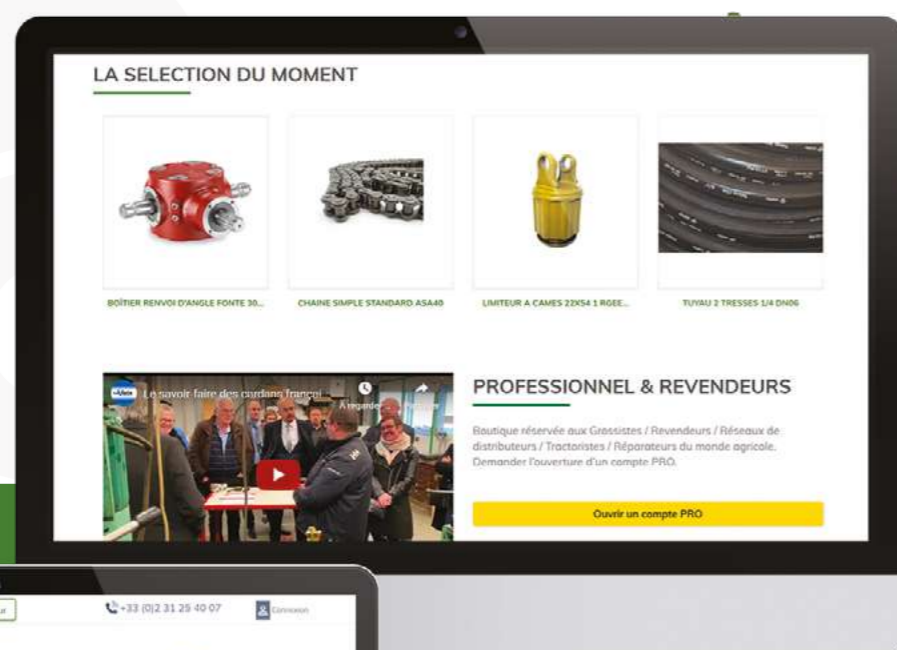 LA SELECTION DU MOMENT
BOÎTIER RENVOI D'ANGLE FONTE 30...
CHAINE SIMPLE STANDARD ASA40
LIMITEUR A CAMES 22X54 1 RGEE...
TUYAU 2 TRESSES 1/4 DN06
Le savoir faire des cardans françai
A regarde
PROFESSIONNEL & REVENDEURS
Boutique réservée aux Grossistes / Revendeurs / Réseaux de
distributeurs / Tractoristes / Réparateurs du monde agricole.
Demander l'ouverture d'un compte PRO.
Ouvrir un compte PRO
+33 (0)2 31 25 40 07
Connexion